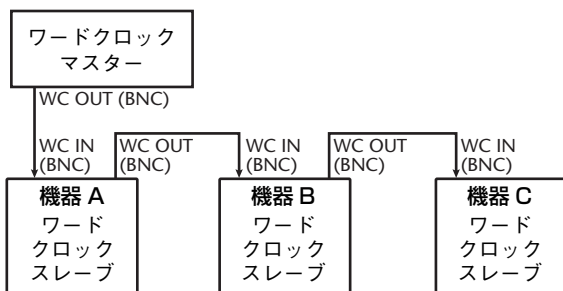 ワードクロック
マスター
WC OUT (BNC)
WC IN
(BNC)
WC OUT
(BNC)
WC IN
(BNC)
WC OUT
(BNC)
WC IN
(BNC)
機器 A
ワード
クロック
スレーブ
機器 B
ワード
クロック
スレーブ
機器 C
ワード
クロック
スレーブ